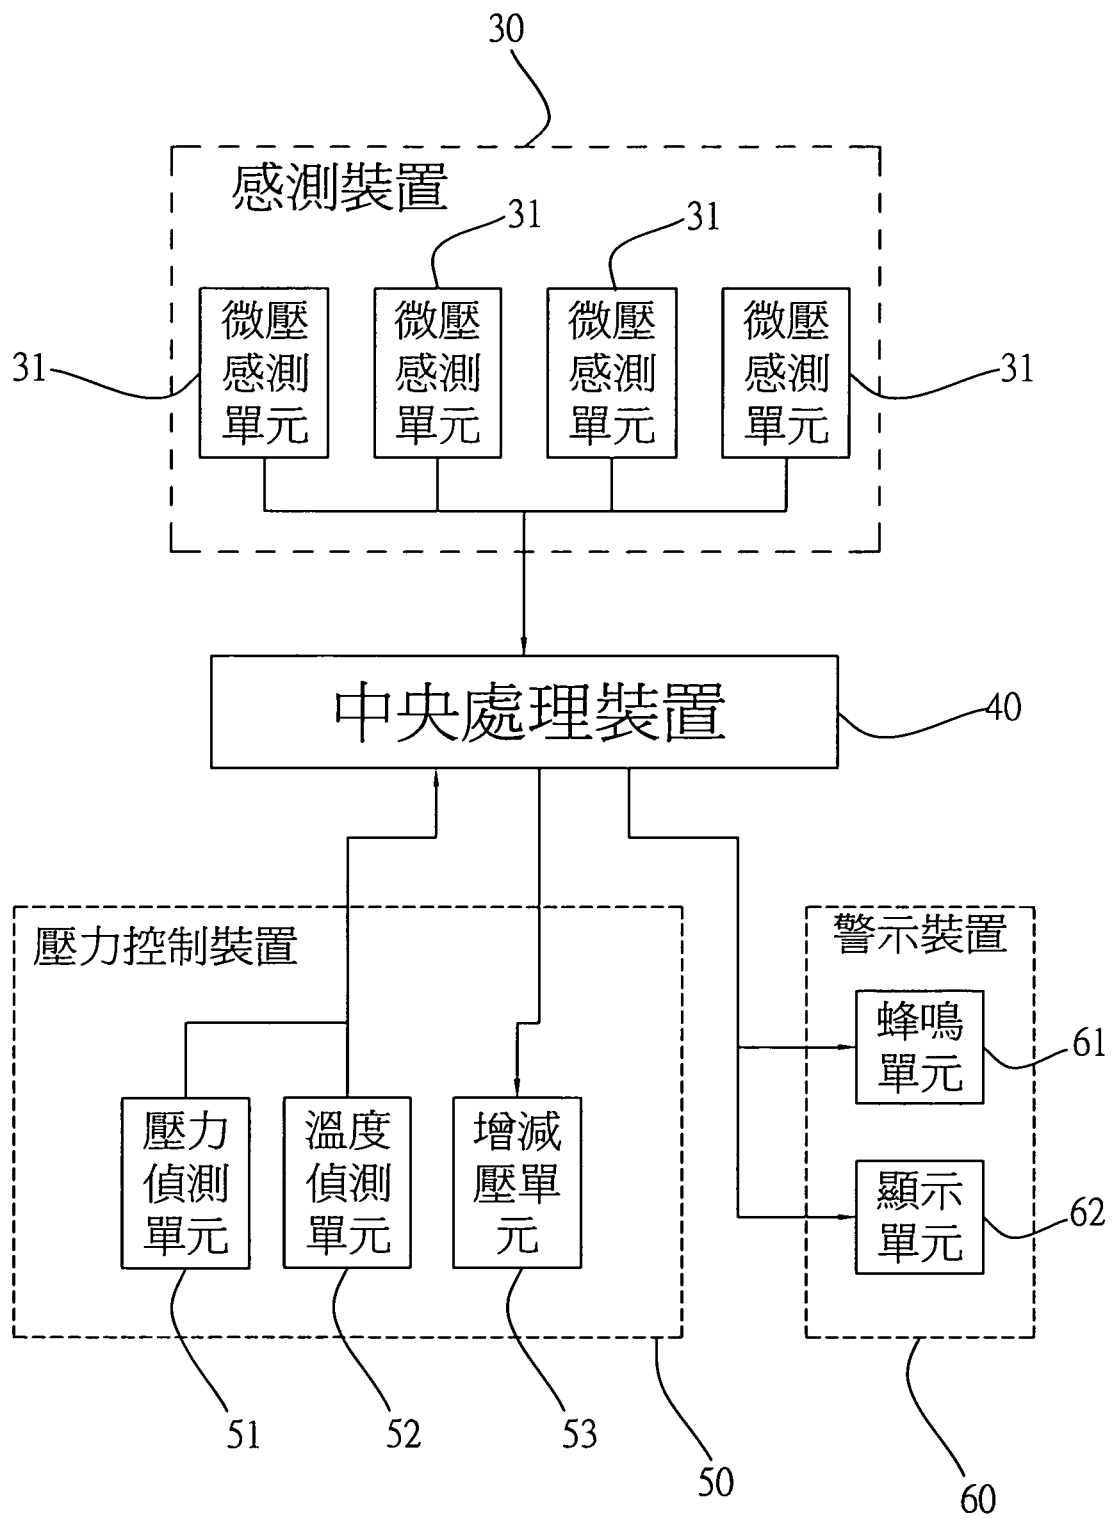 30
感測裝置
31
31
微壓
感測
單元
微壓
感測
單元
微壓
感測
單元
微壓
感測
單元
31
31
中央處理裝置
40
壓力控制裝置
警示裝置
蜂鳴
單元
61
壓力
偵測
單元
溫度
偵測
單元
增減
壓單
元
顯示
單元
62
51
52
53
50
60